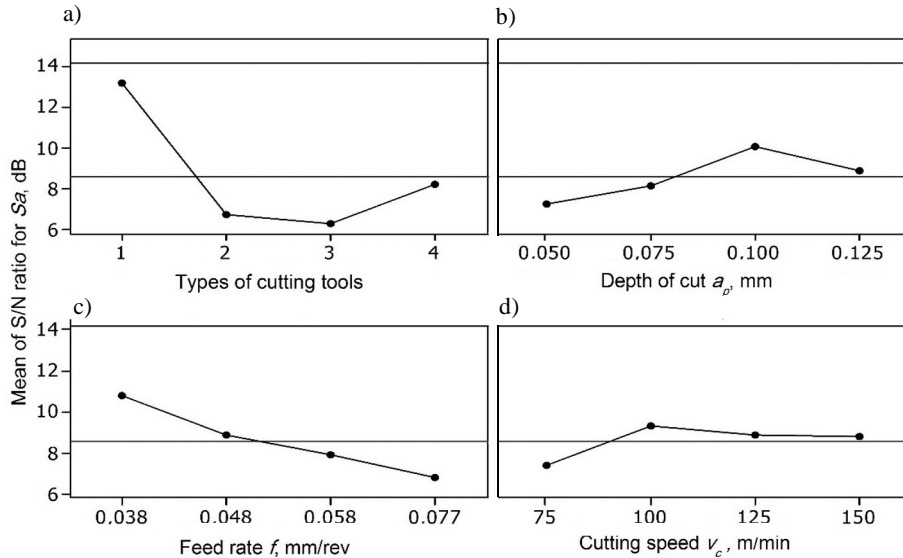 a)
b)
Mean of S/N ratio for Sa, dB
14
12
10
8
6
1 2 3 4
Types of cutting tools
0.050 0.075 0.100 0.125
Depth of cut aₚ, mm
c)
d)
14
12
10
8
6
0.038 0.048 0.058 0.077
Feed rate f, mm/rev
75 100 125 150
Cutting speed v_c, m/min